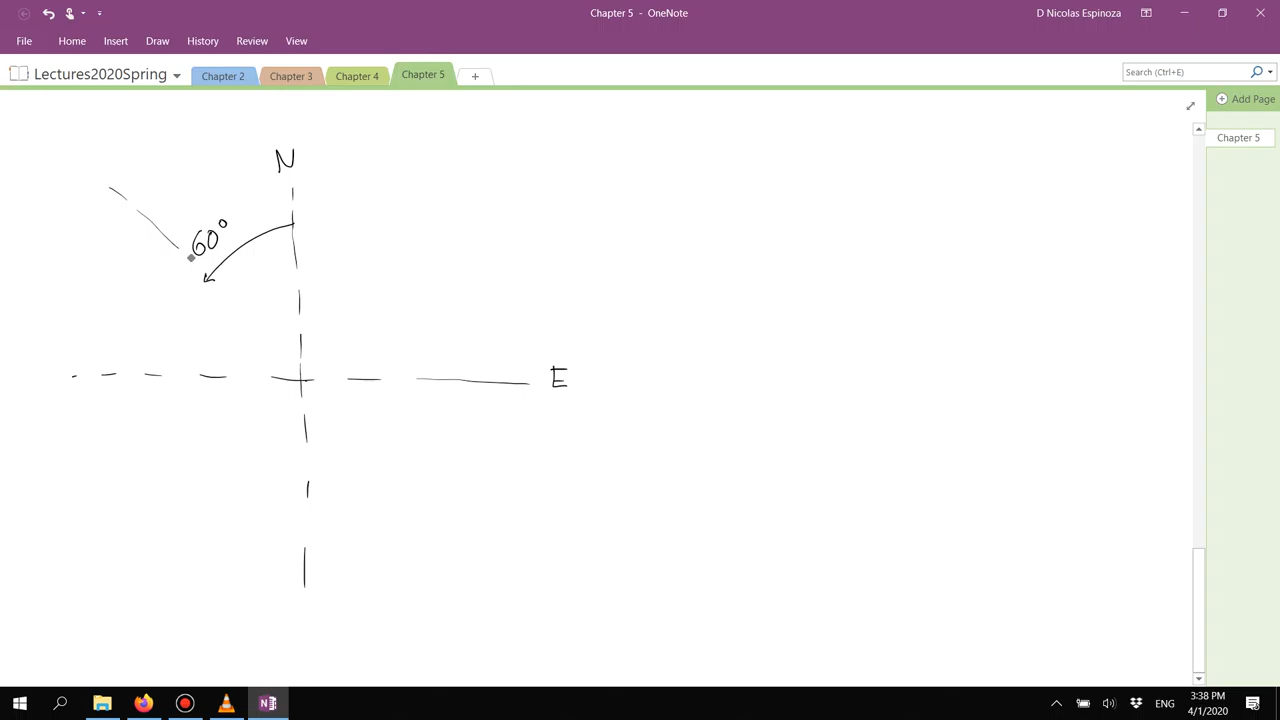 Chapter 5 - OneNote
D Nicolas Espinoza
File Home Insert Draw History Review View
Lectures2020Spring
Chapter 2 Chapter 3 Chapter 4 Chapter 5 +
Search (Ctrl+E)
Add Page
Chapter 5
N
60°
E
ENG
3:38 PM
4/1/2020